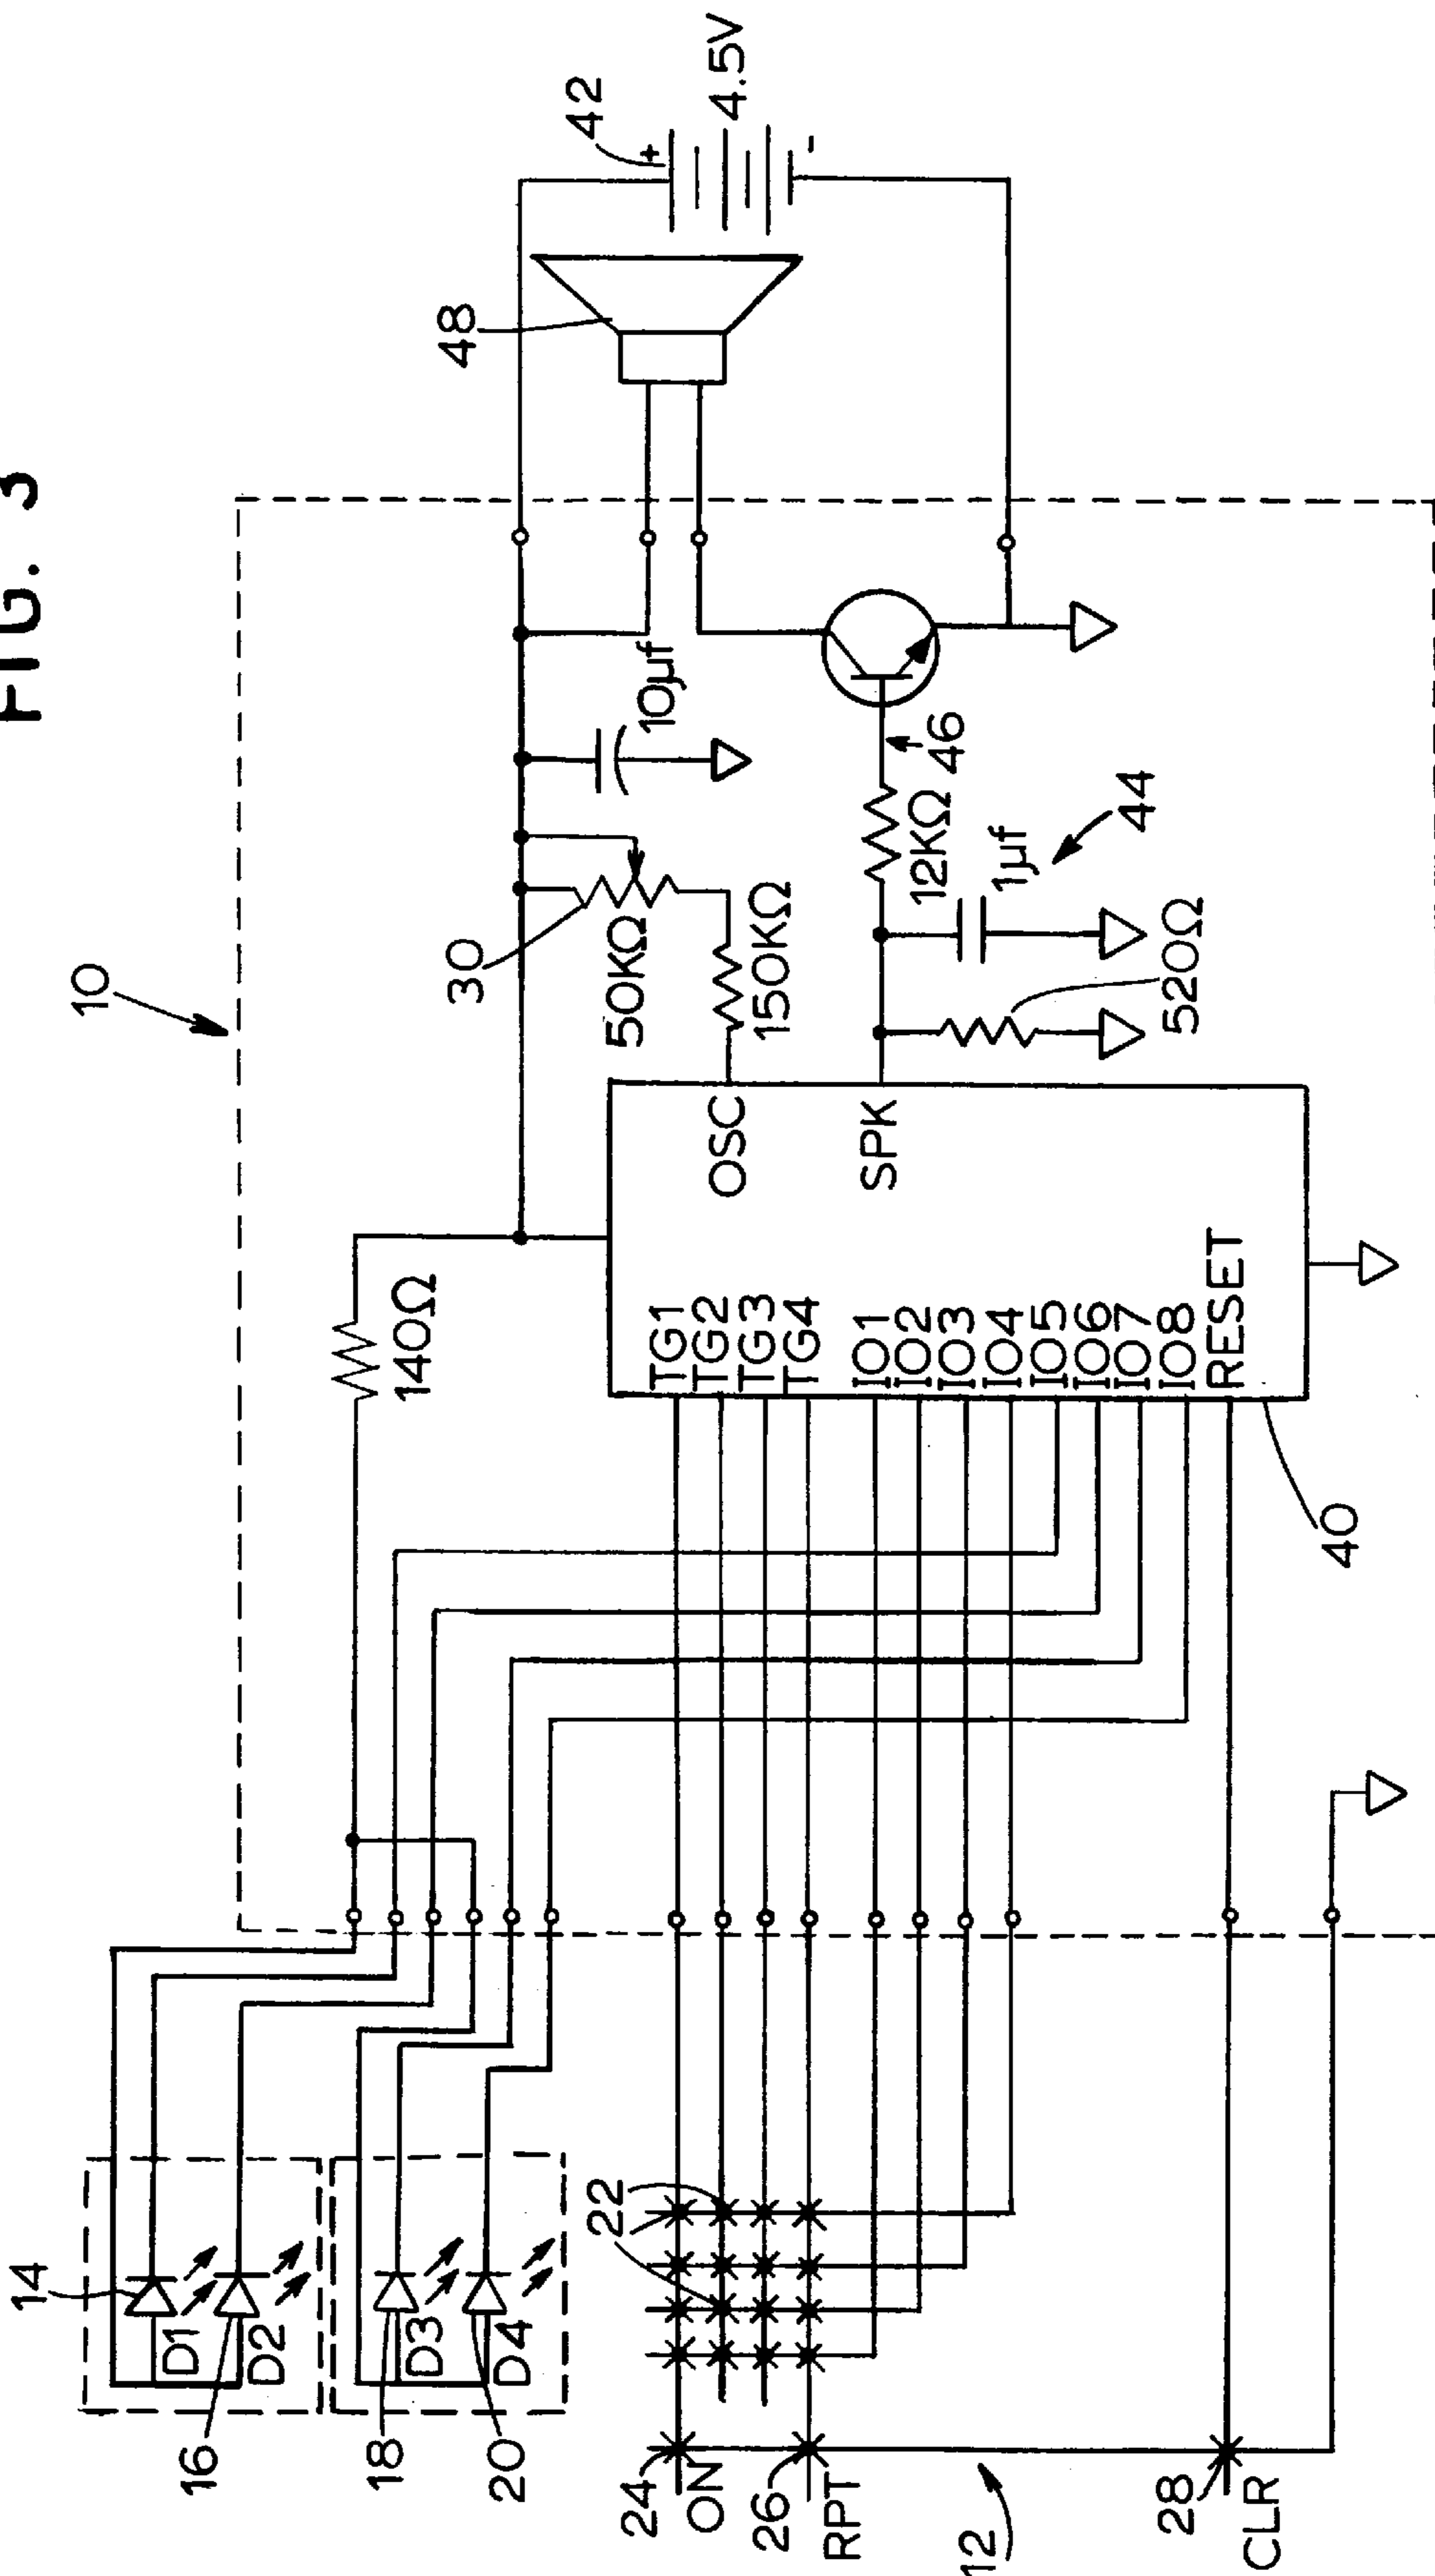 FIG. 3
10
14
D1
16
D2
18
D3
20
D4
140Ω
30
50KΩ
150KΩ
10µf
48
42
+
4.5V
-
TG1
TG2
TG3
TG4
IO1
IO2
IO3
IO4
IO5
IO6
IO7
IO8
RESET
OSC
SPK
40
12KΩ
46
1µf
44
520Ω
22
24
ON
26
RPT
12
28
CLR